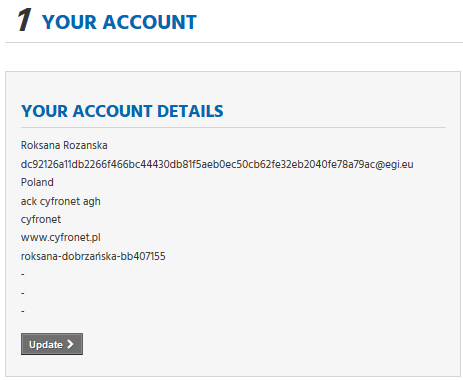 1 YOUR ACCOUNT
YOUR ACCOUNT DETAILS
Roksana Rozanska
dc92126a11db2266f466bc44430db81f5aeb0ec50cb62fe32eb2040fe78a79ac@egi.eu
Poland
ack cyfronet agh
cyfronet
www.cyfronet.pl
roksana-dobrzańska-bb407155
-
-
-
Update